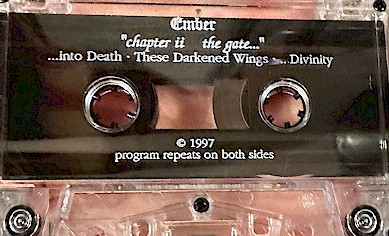 Ember
"chapter ii the gate..."
...into Death · These Darkened Wings · ...Divinity
© 1997
program repeats on both sides